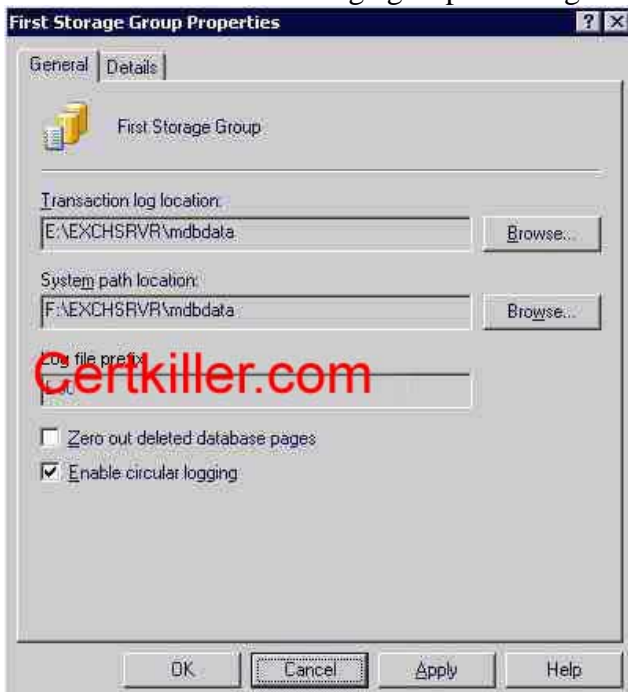 First Storage Group Properties
General
Details
First Storage Group
Transaction log location:
E:\EXCHSRVR\mdbdata
Browse...
System path location:
F:\EXCHSRVR\mdbdata
Browse...
Log file prefix
Certkiller.com
Zero out deleted database pages
Enable circular logging
OK Cancel Apply Help